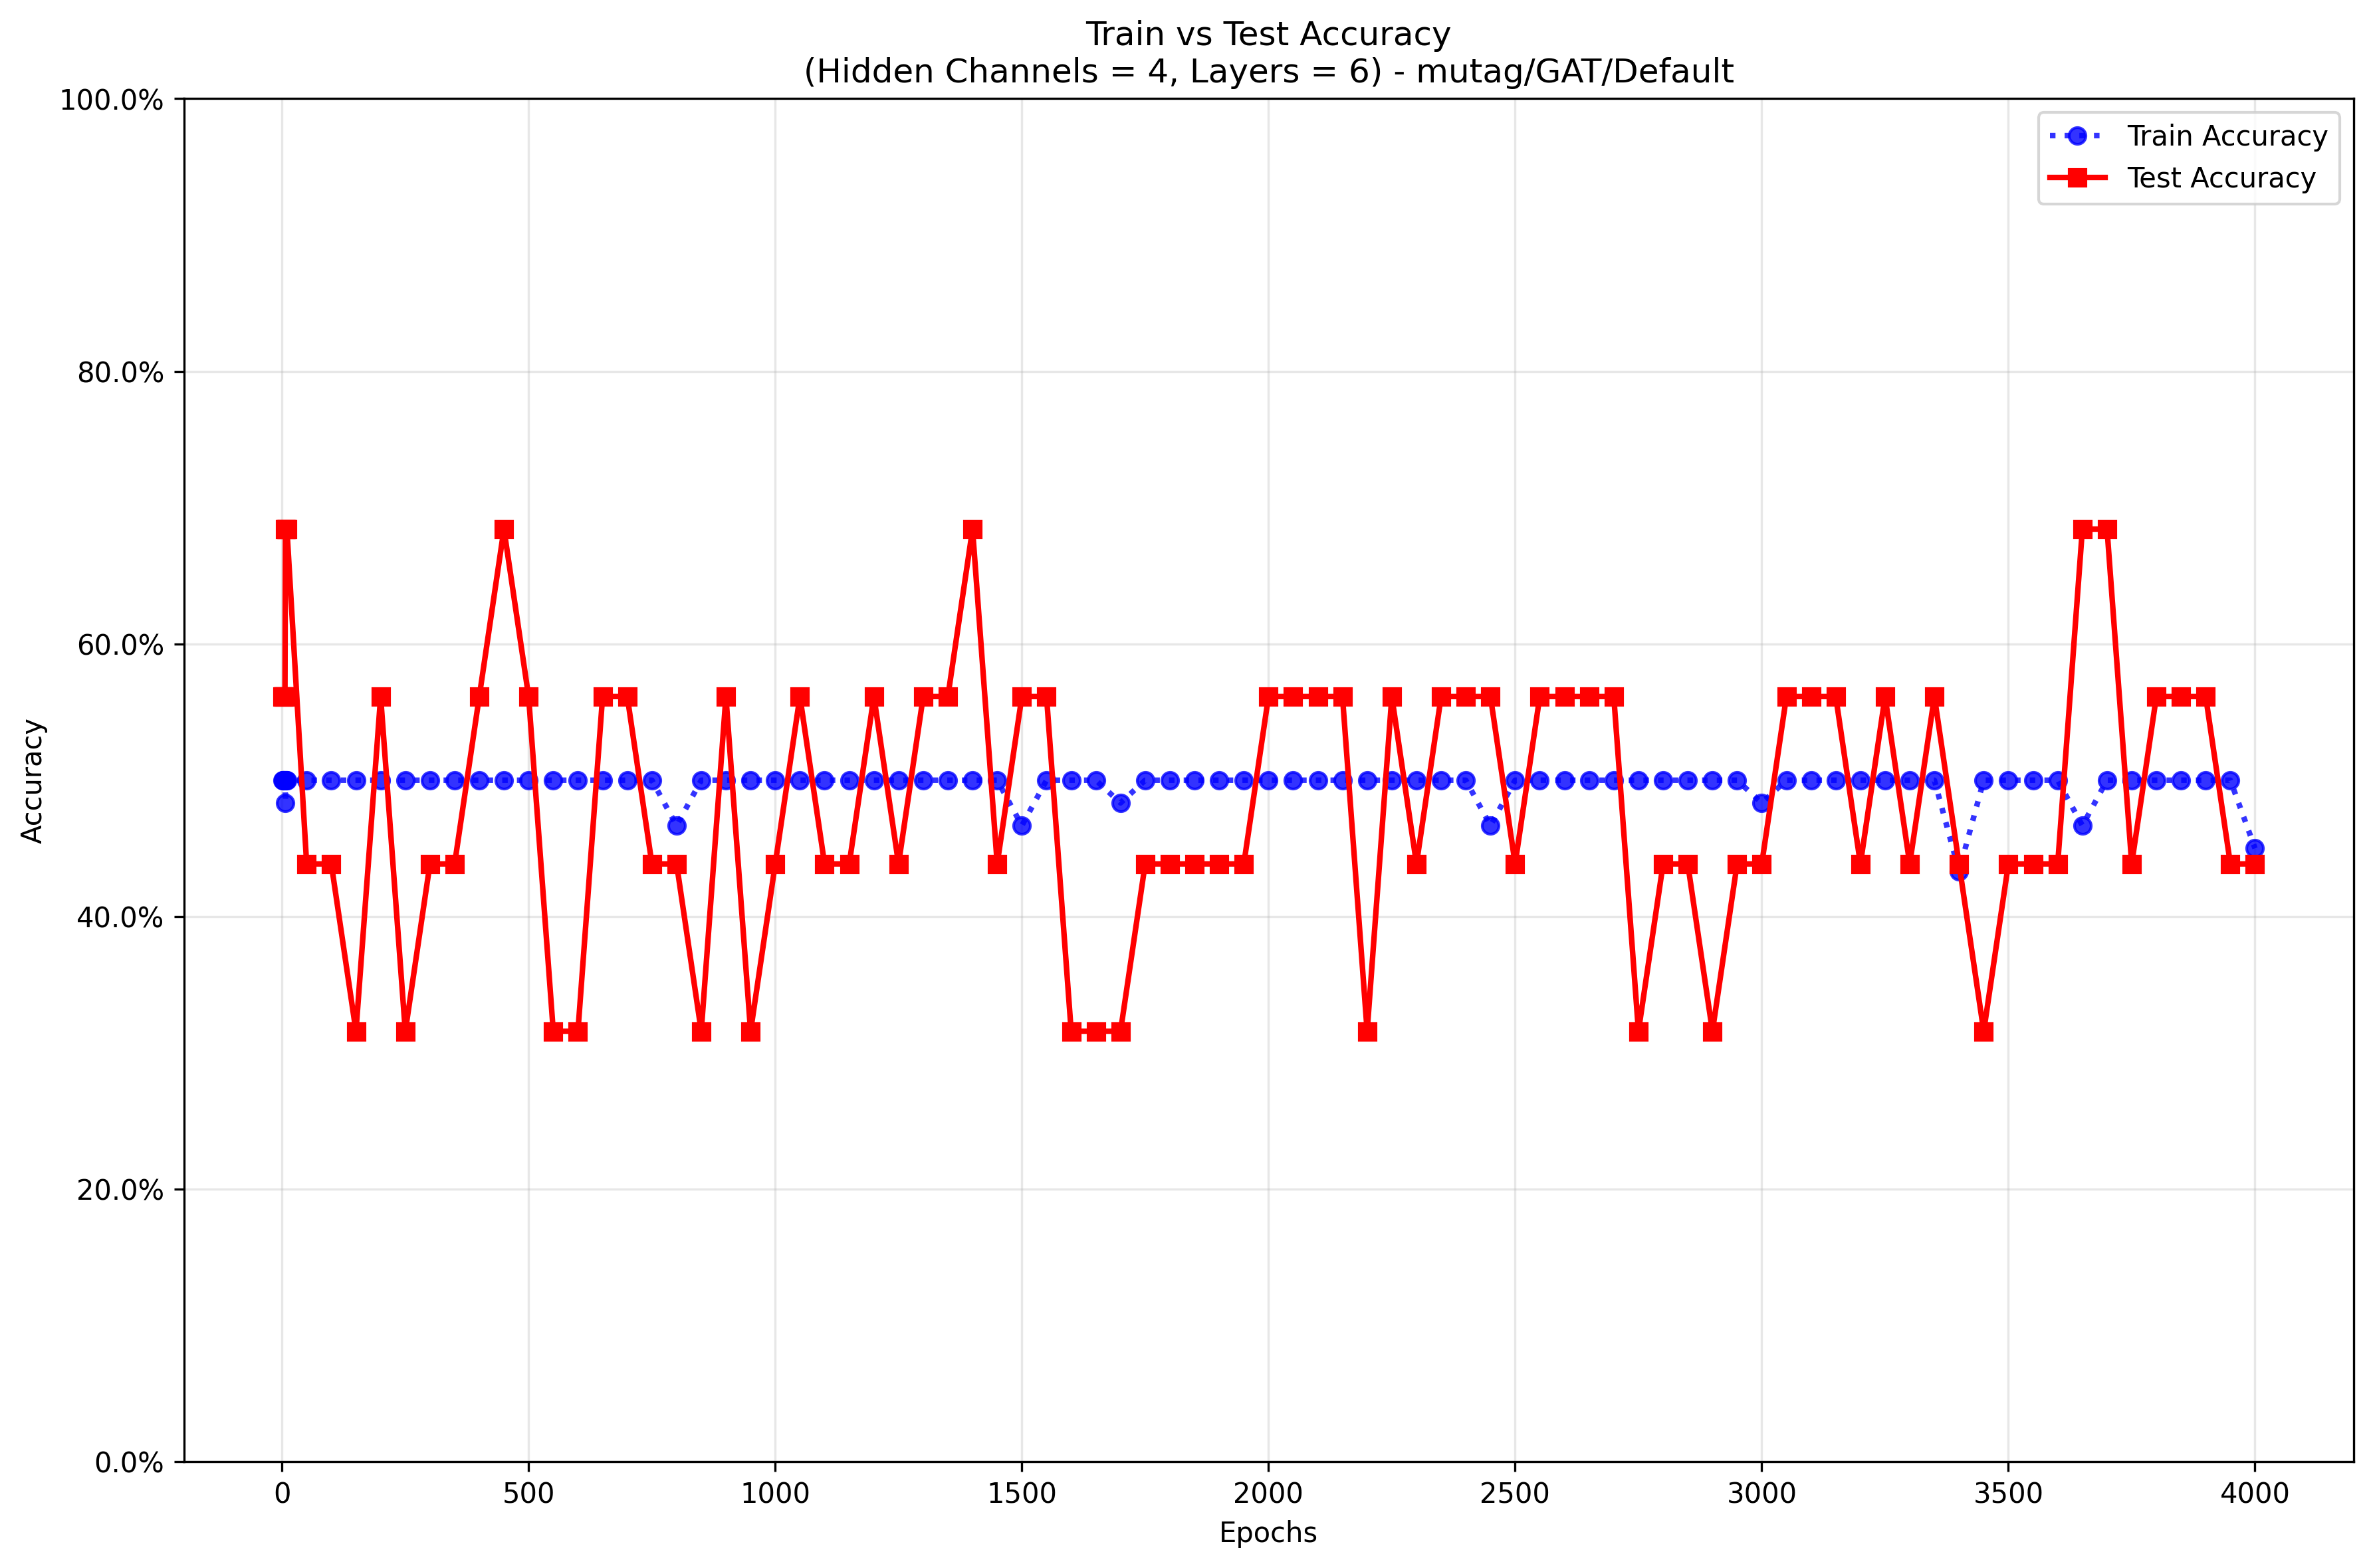 Train vs Test Accuracy
(Hidden Channels = 4, Layers = 6) - mutag/GAT/Default
Train Accuracy
Test Accuracy
100.0%
80.0%
60.0%
40.0%
20.0%
0.0%
Accuracy
0
500
1000
1500
2000
2500
3000
3500
4000
Epochs